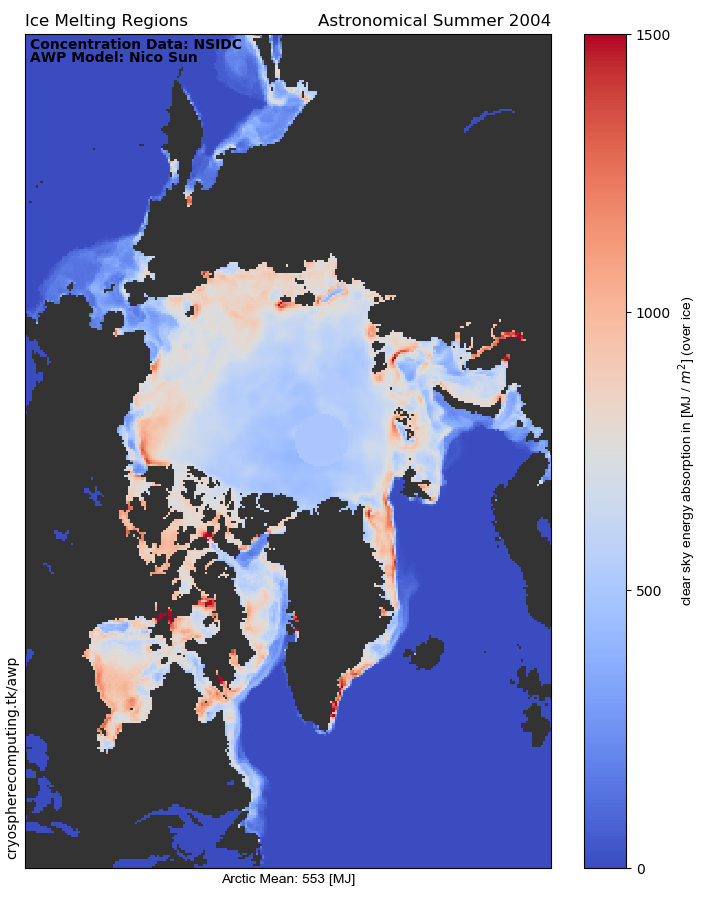 Ice Melting Regions
Astronomical Summer 2004
Concentration Data: NSIDC
AWP Model: Nico Sun
1500
1000
500
0
clear sky energy absorption in [MJ / m²] (over ice)
cryospherecomputing.tk/awp
Arctic Mean: 553 [MJ]